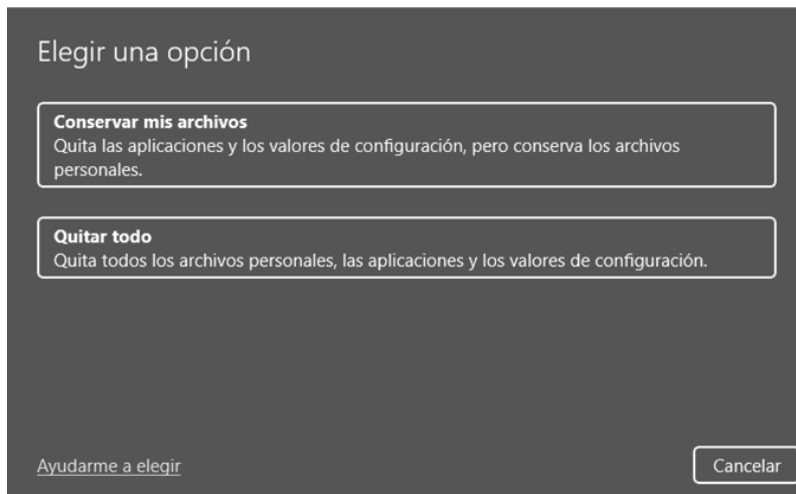 Elegir una opción
Conservar mis archivos
Quita las aplicaciones y los valores de configuración, pero conserva los archivos
personales.
Quitar todo
Quita todos los archivos personales, las aplicaciones y los valores de configuración.
Ayudarme a elegir
Cancelar